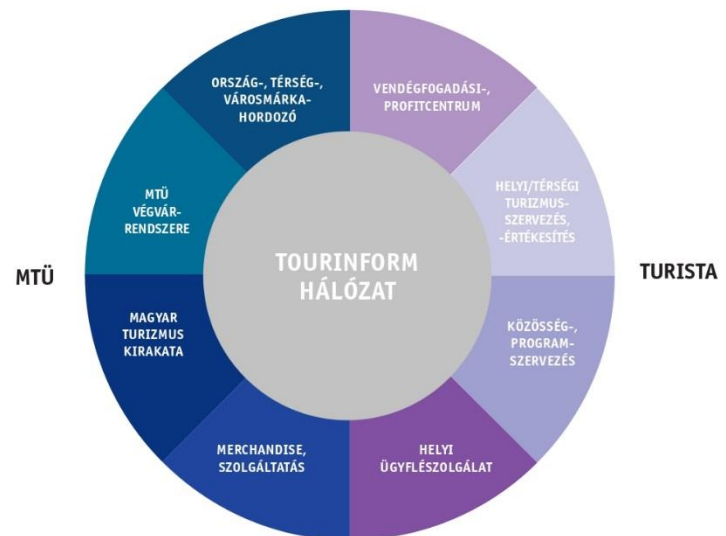 ORSZÁG-, TÉRSÉG-,
VÁROSMÁRKA-
HORDOZÓ
VENDÉGFOGADÁSI-,
PROFITCENTRUM
MTÜ
VÉGVÁR-
RENDSZERE
HELYI/TÉRSÉGI
TURIZMUS-
SZERVEZÉS,
-ÉRTÉKESÍTÉS
MTÜ
TOURINFORM
HÁLÓZAT
TURISTA
MAGYAR
TURIZMUS
KIRAKATA
KÖZÖSSÉG-,
PROGRAM-
SZERVEZÉS
MERCHANDISE,
SZOLGÁLTATÁS
HELYI
ÜGYFLÉSZOLGÁLAT